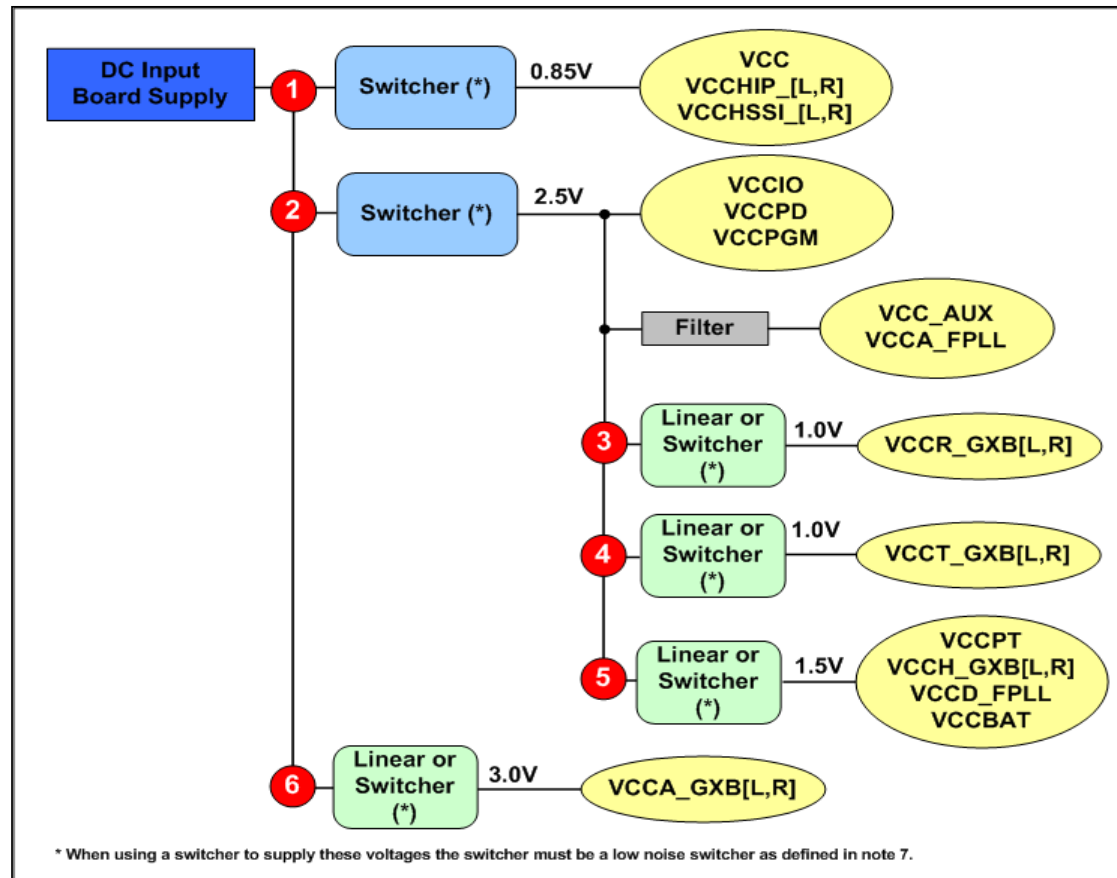 DC Input
Board Supply
1
Switcher (*)
0.85V
VCC
VCCHIP_[L,R]
VCCHSSI_[L,R]
2
Switcher (*)
2.5V
VCCIO
VCCPD
VCCPGM
Filter
VCC_AUX
VCCA_FPLL
3
Linear or
Switcher
(*)
1.0V
VCCR_GXB[L,R]
4
Linear or
Switcher
(*)
1.0V
VCCT_GXB[L,R]
5
Linear or
Switcher
(*)
1.5V
VCCPT
VCCH_GXB[L,R]
VCCD_FPLL
VCCBAT
6
Linear or
Switcher
(*)
3.0V
VCCA_GXB[L,R]
* When using a switcher to supply these voltages the switcher must be a low noise switcher as defined in note 7.